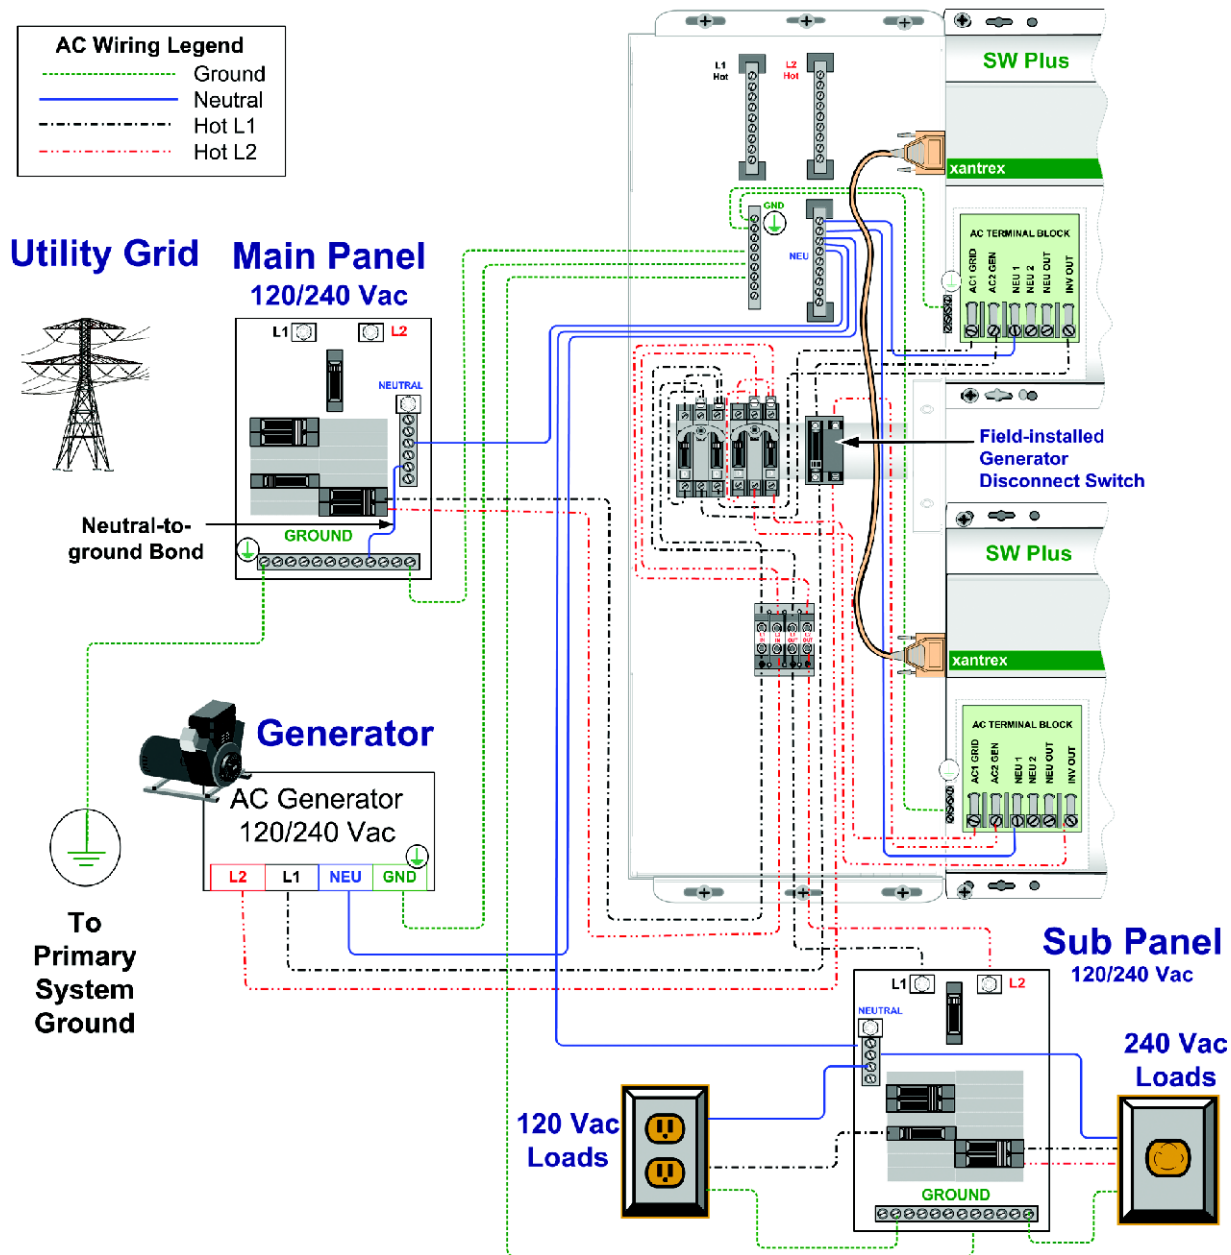 AC Wiring Legend
Ground
Neutral
Hot L1
Hot L2
Utility Grid
Main Panel
120/240 Vac
L1
L2
NEUTRAL
GROUND
Neutral-to-
ground Bond
Generator
AC Generator
120/240 Vac
L2
L1
NEU
GND
To
Primary
System
Ground
L1
Hot
L2
Hot
GND
NEU
SW Plus
xantrex
AC TERMINAL BLOCK
AC1 GRID
AC2 GEN
NEU 1
NEU 2
NEU OUT
INV OUT
Field-installed
Generator
Disconnect Switch
SW Plus
xantrex
AC TERMINAL BLOCK
AC1 GRID
AC2 GEN
NEU 1
NEU 2
NEU OUT
INV OUT
Sub Panel
120/240 Vac
L1
L2
NEUTRAL
GROUND
120 Vac
Loads
240 Vac
Loads